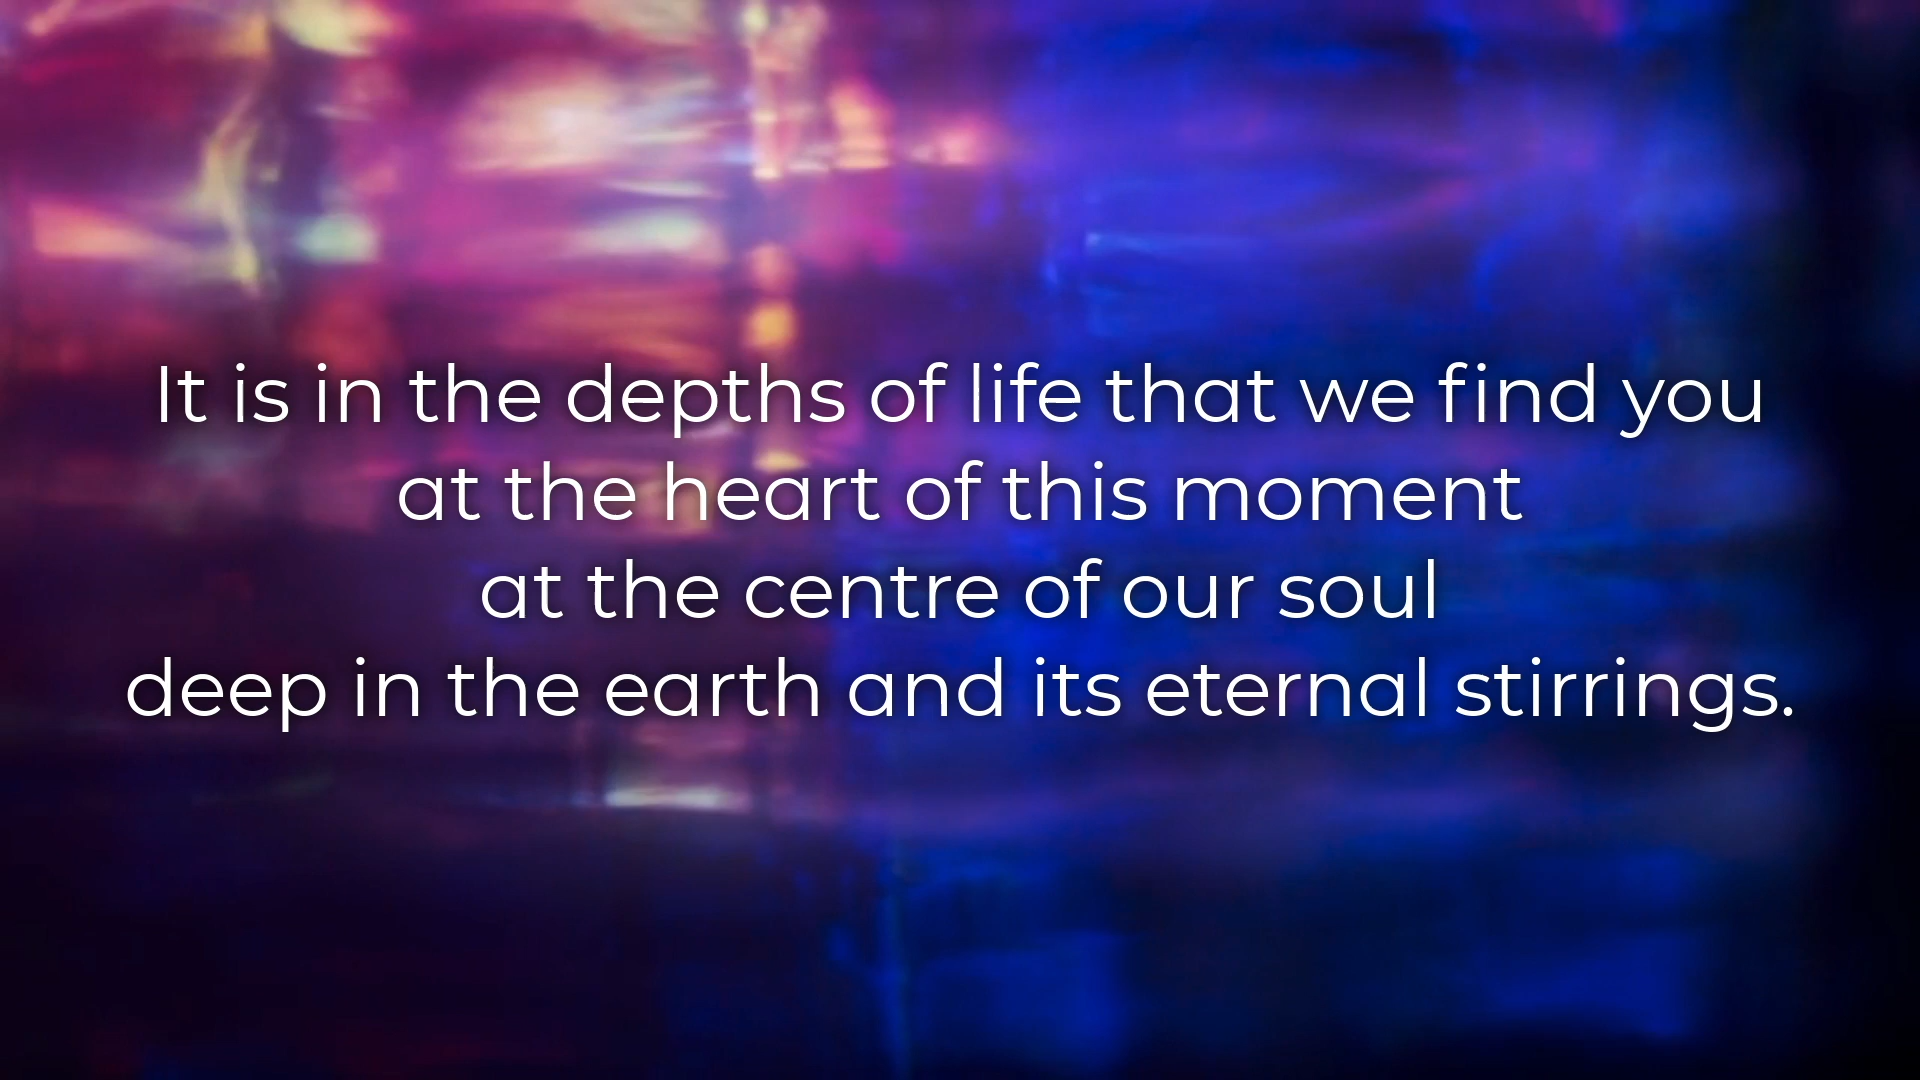 It is in the depths of life that we find you
at the heart of this moment
at the centre of our soul
deep in the earth and its eternal stirrings.